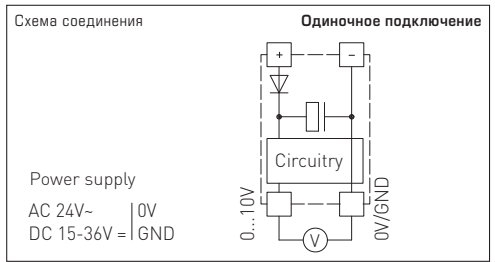 Схема соединения
Одиночное подключение
+ −
Circuitry
Power supply
AC 24V~ | 0V
DC 15-36V = | GND
0...10V
0V/GND
V